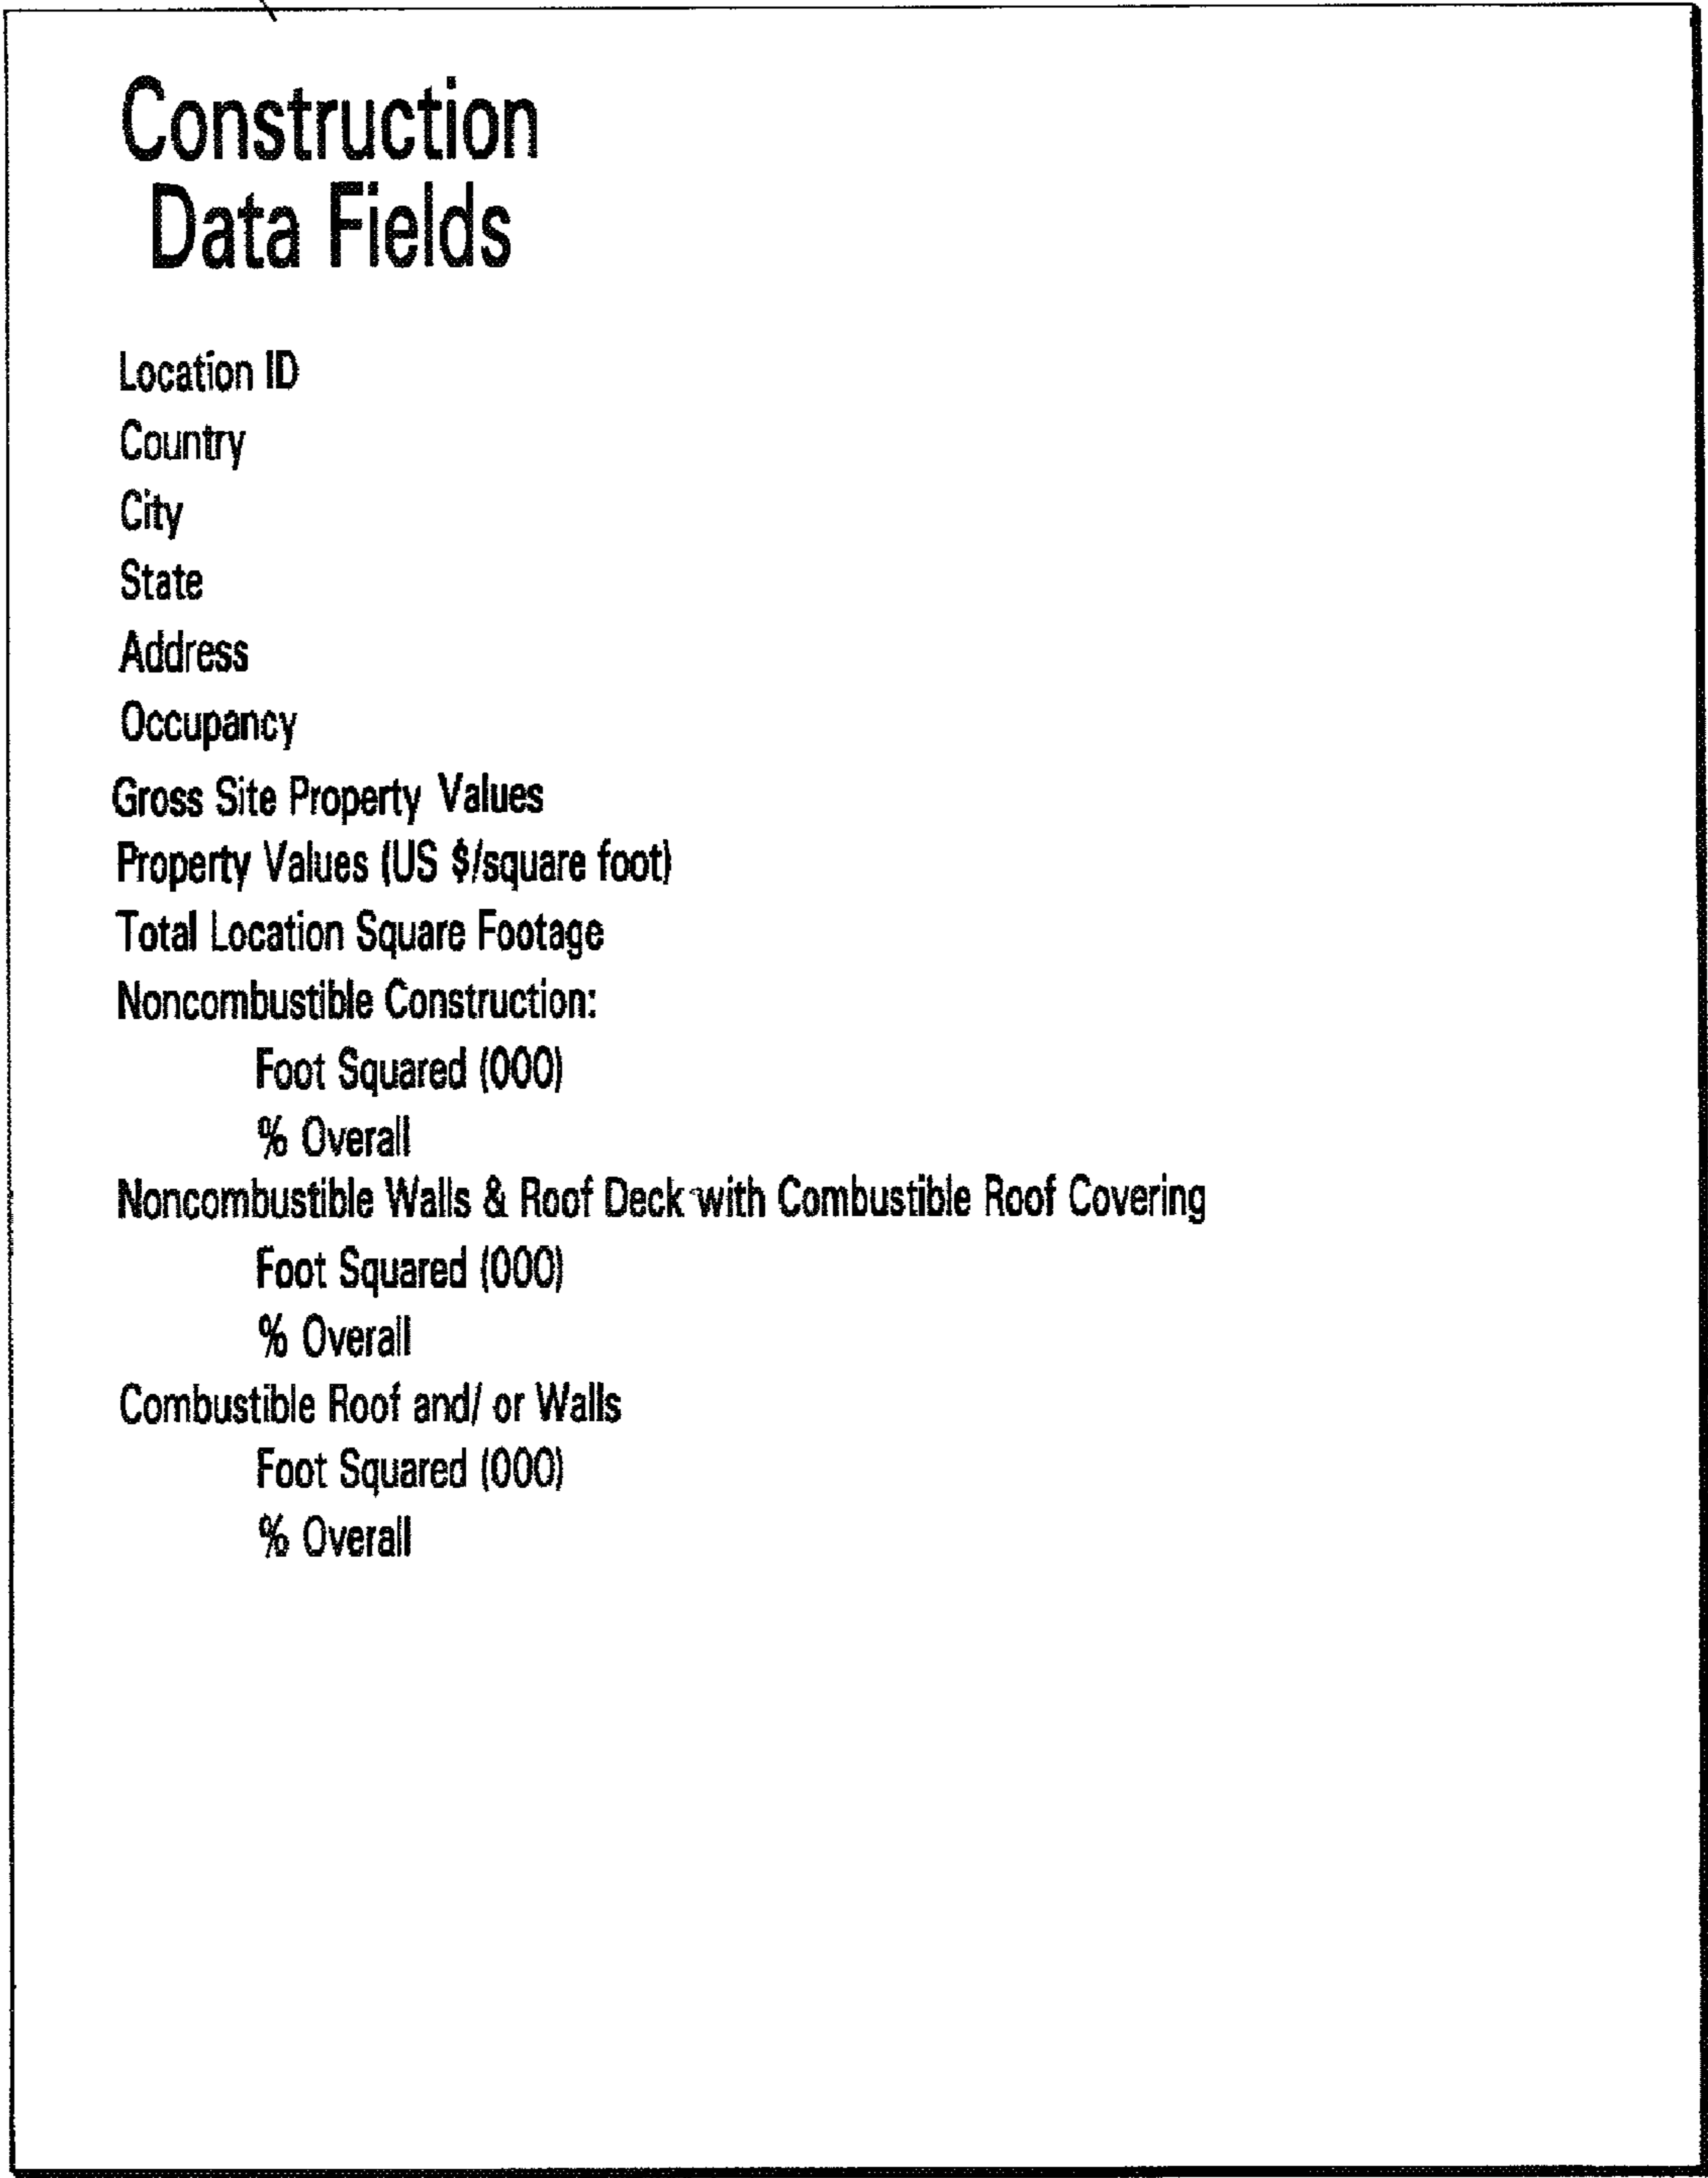 Construction
Data Fields
Location ID
Country
City
State
Address
Occupancy
Gross Site Property Values
Property Values (US $/square foot)
Total Location Square Footage
Noncombustible Construction:
Foot Squared (000)
% Overall
Noncombustible Walls & Roof Deck with Combustible Roof Covering
Foot Squared (000)
% Overall
Combustible Roof and/ or Walls
Foot Squared (000)
% Overall